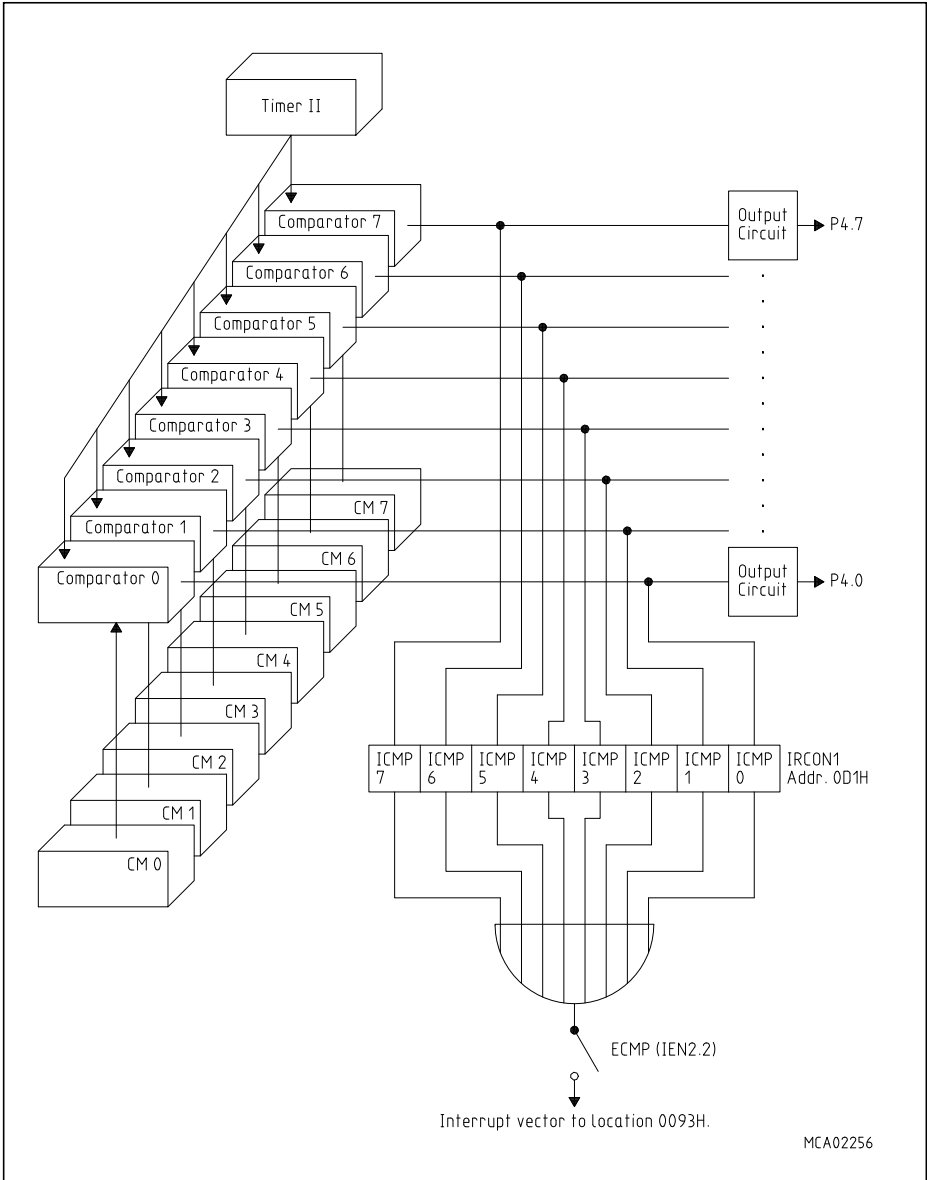 Timer II
Comparator 7
Comparator 6
Comparator 5
Comparator 4
Comparator 3
Comparator 2
Comparator 1
Comparator 0
CM 7
CM 6
CM 5
CM 4
CM 3
CM 2
CM 1
CM 0
Output
Circuit
P4.7
Output
Circuit
P4.0
ICMP
7
ICMP
6
ICMP
5
ICMP
4
ICMP
3
ICMP
2
ICMP
1
ICMP
0
IRCON1
Addr. 0D1H
ECMP (IEN2.2)
Interrupt vector to location 0093H.
MCA02256